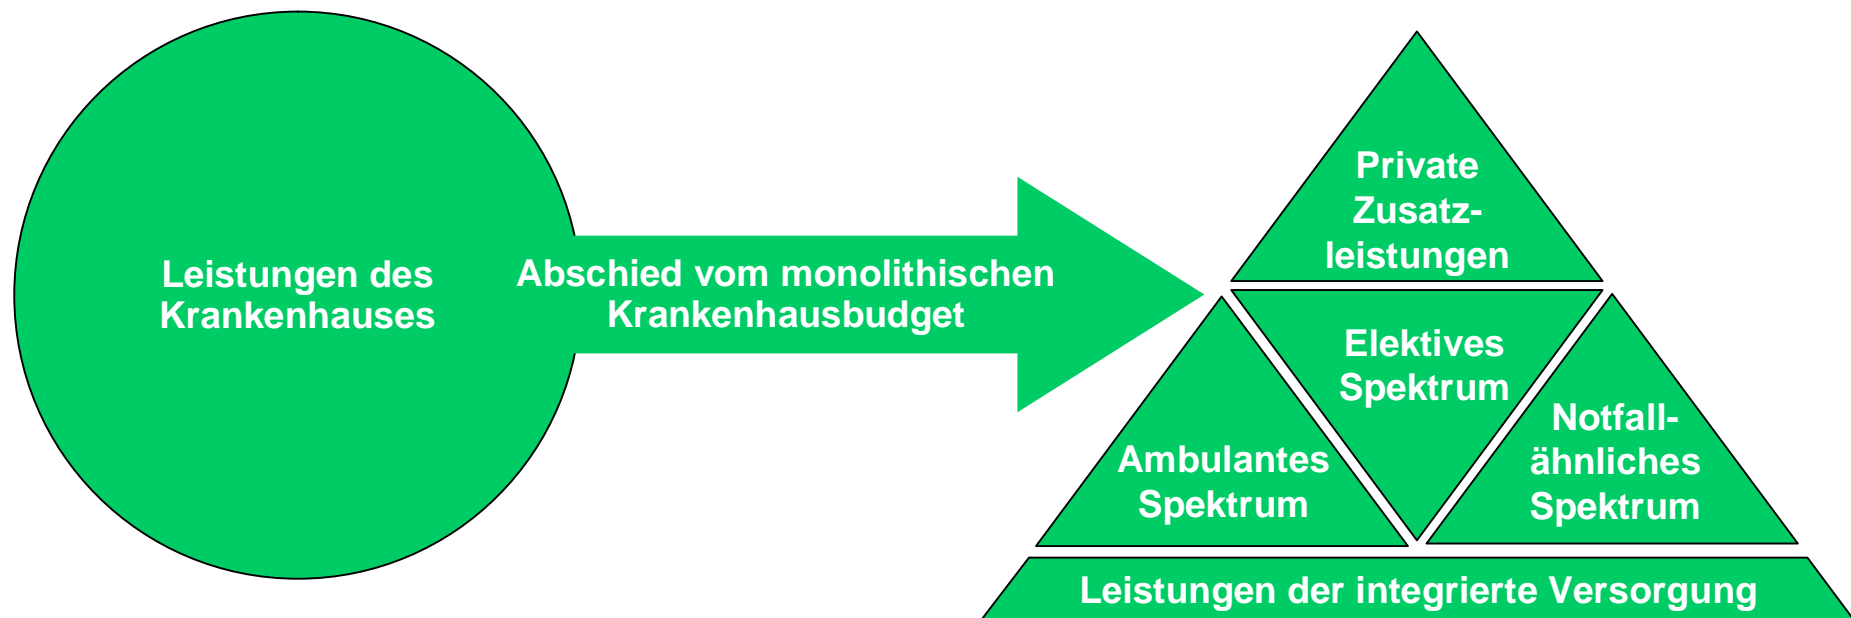 Leistungen des
Krankenhauses
Abschied vom monolithischen
Krankenhausbudget
Private
Zusatz-
leistungen
Elektives
Spektrum
Ambulantes
Spektrum
Notfall-
ähnliches
Spektrum
Leistungen der integrierte Versorgung